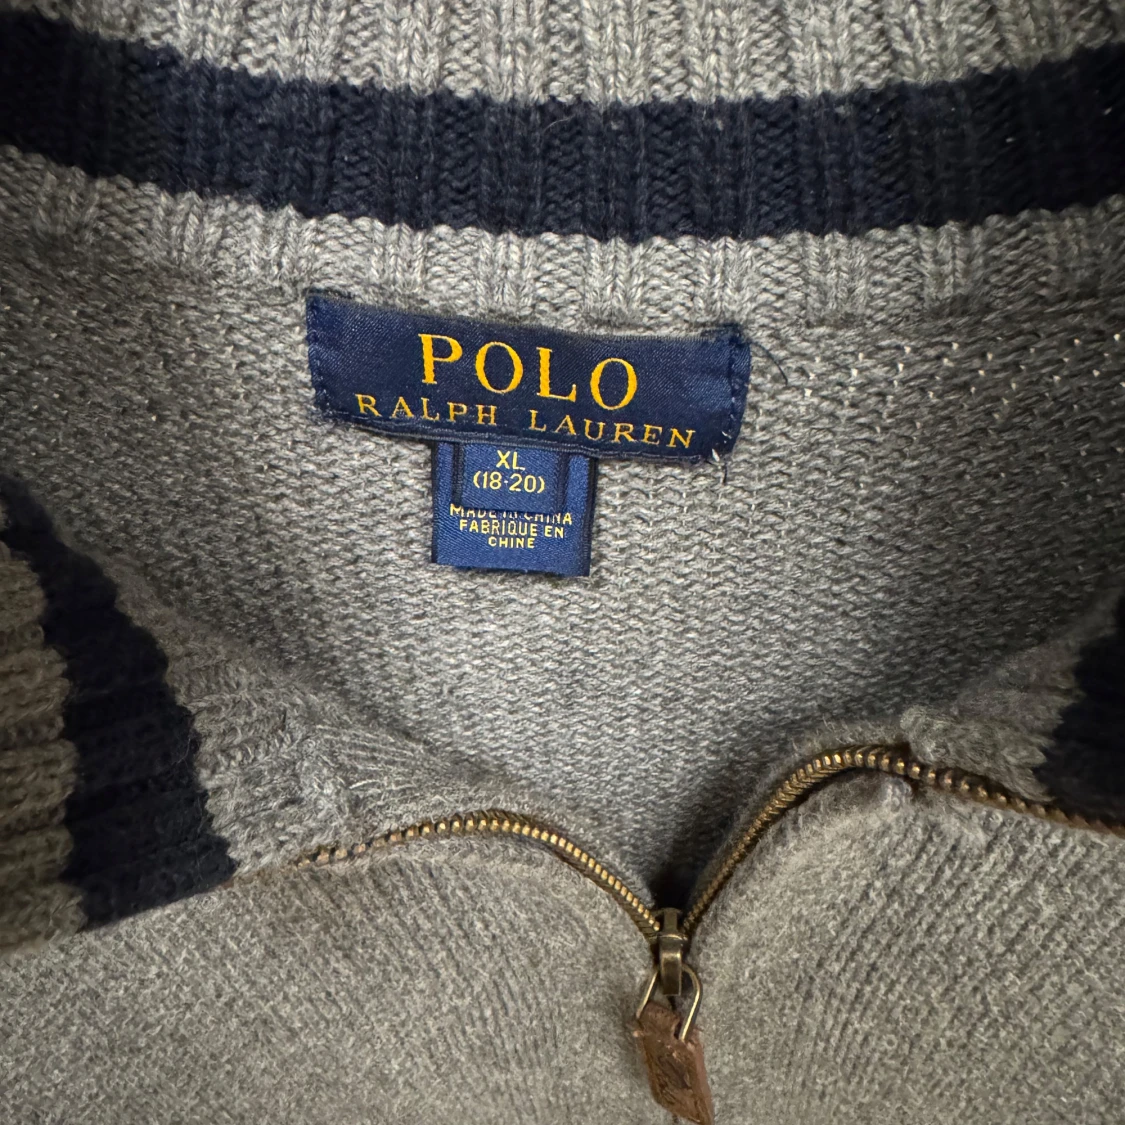 POLO
RALPH LAUREN
XL
(18-20)
MADE IN CHINA
FABRIQUE EN
CHINE